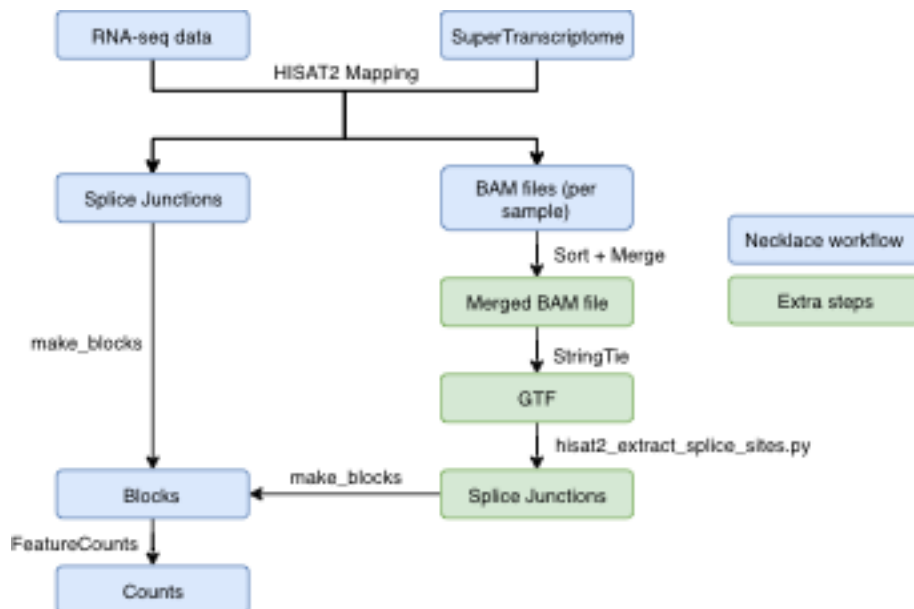 RNA-seq data
SuperTranscriptome
HISAT2 Mapping
Splice Junctions
BAM files (per
sample)
Necklace workflow
Sort + Merge
Merged BAM file
Extra steps
make_blocks
StringTie
GTF
hisat2_extract_splice_sites.py
make_blocks
Blocks
Splice Junctions
FeatureCounts
Counts